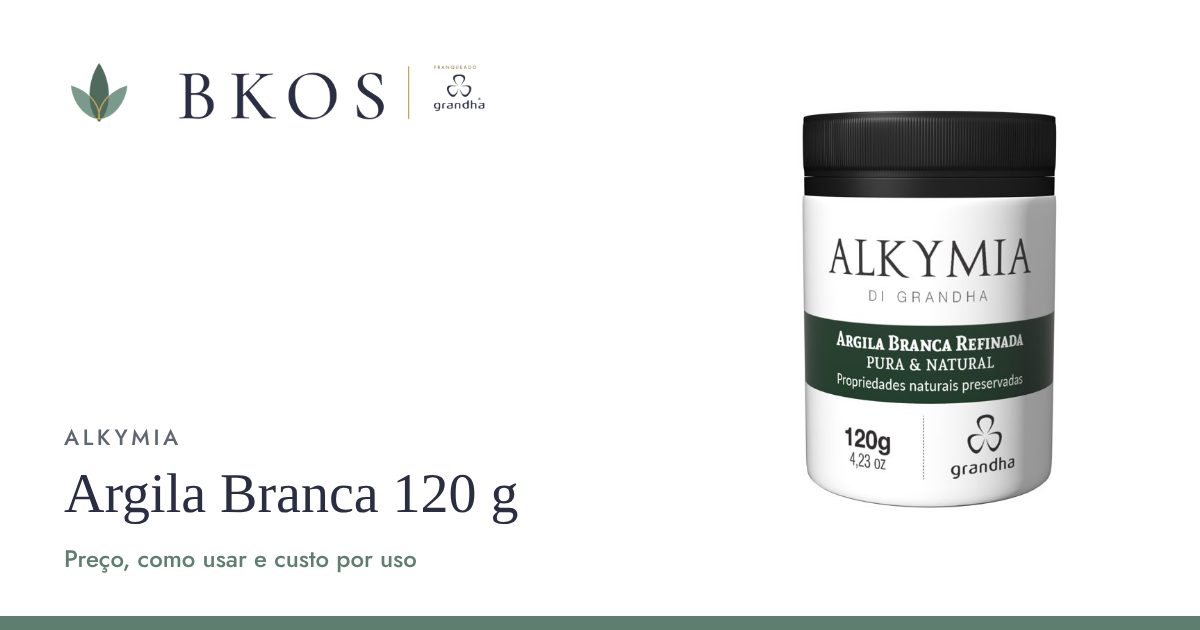 BKOS
FRANQUEADO
grandha
ALKYMIA
DI GRANDHA
ARGILA BRANCA REFINADA
PURA & NATURAL
Propriedades naturais preservadas
120g
4,23 oz
grandha
ALKYMIA
Argila Branca 120 g
Preço, como usar e custo por uso